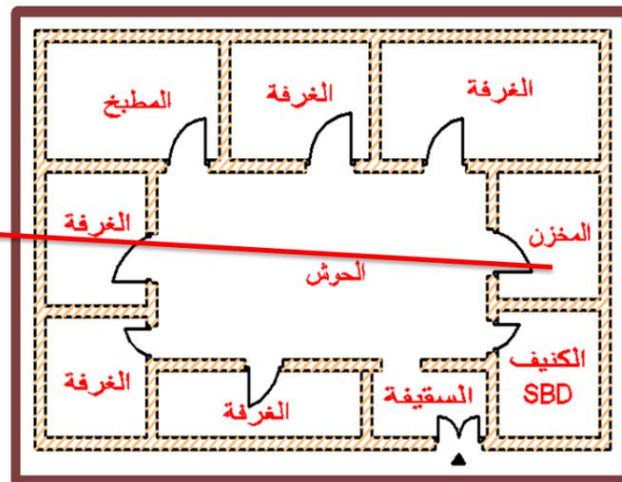 المطبخ
الغرفة
الغرفة
الغرفة
المخزن
الحوش
الغرفة
الغرفة
السقيفة
الكنيف
SBD